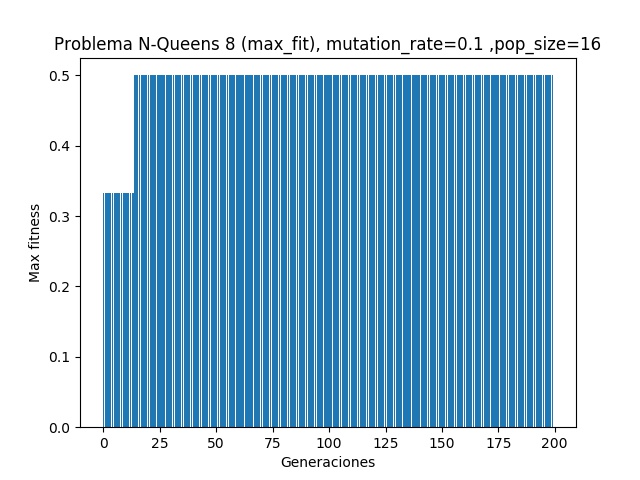 Problema N-Queens 8 (max_fit), mutation_rate=0.1 ,pop_size=16
0.5
0.4
0.3
0.2
0.1
0.0
Max fitness
0 25 50 75 100 125 150 175 200
Generaciones